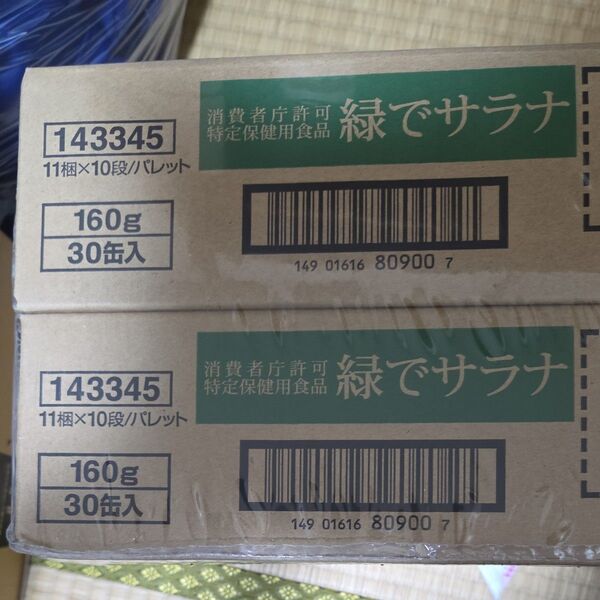 143345
11梱×10段/パレット
160g
30缶入
消費者庁許可
特定保健用食品
緑でサラナ
149 01616 80900 7
143345
11梱×10段/パレット
160g
30缶入
消費者庁許可
特定保健用食品
緑でサラナ
149 01616 80900 7